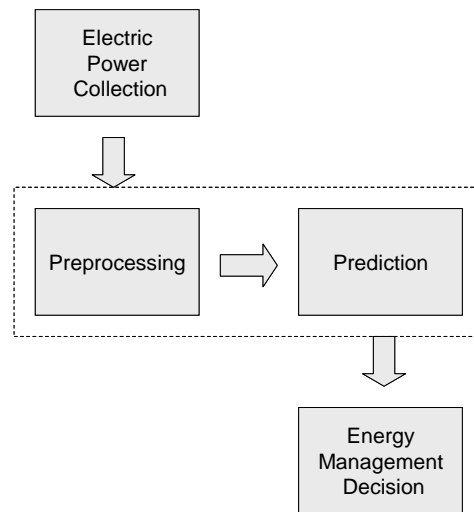 Electric
Power
Collection
Preprocessing
Prediction
Energy
Management
Decision